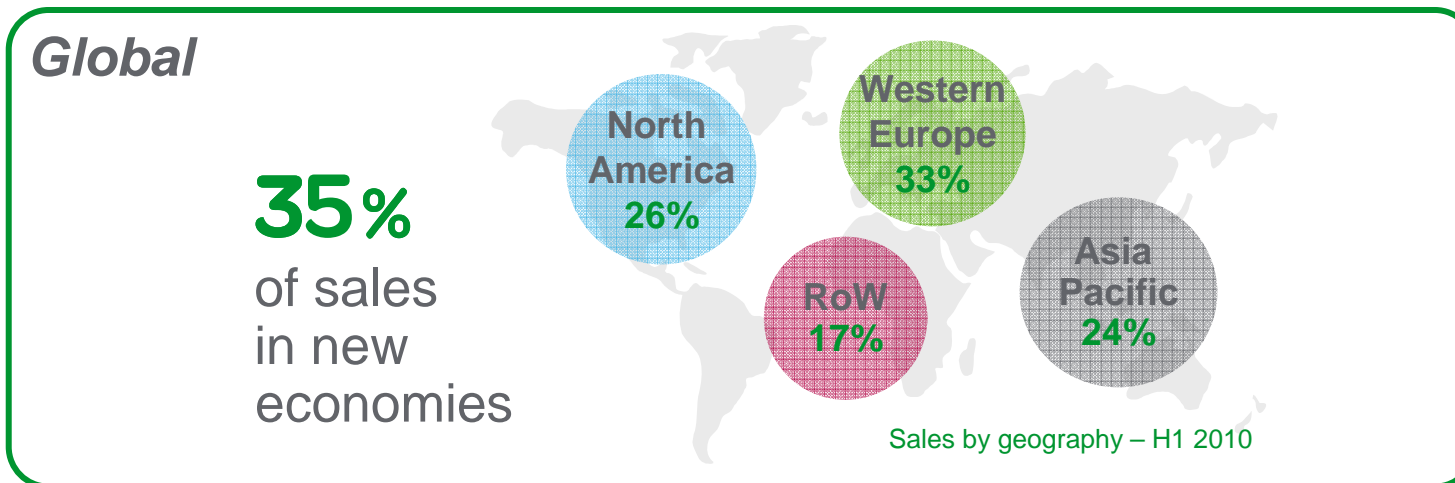 Global
35%
of sales
in new
economies
North
America
26%
Western
Europe
33%
RoW
17%
Asia
Pacific
24%
Sales by geography – H1 2010